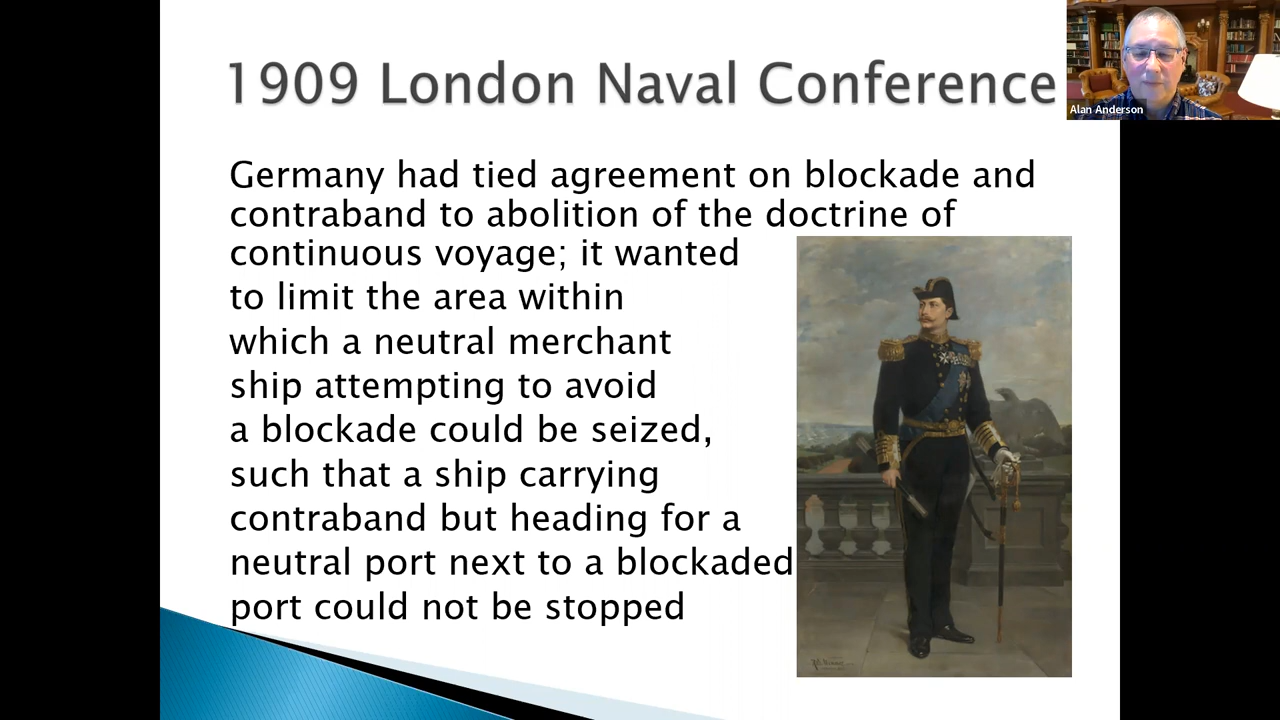 1909 London Naval Conference
Alan Anderson
Germany had tied agreement on blockade and
contraband to abolition of the doctrine of
continuous voyage; it wanted
to limit the area within
which a neutral merchant
ship attempting to avoid
a blockade could be seized,
such that a ship carrying
contraband but heading for a
neutral port next to a blockaded
port could not be stopped